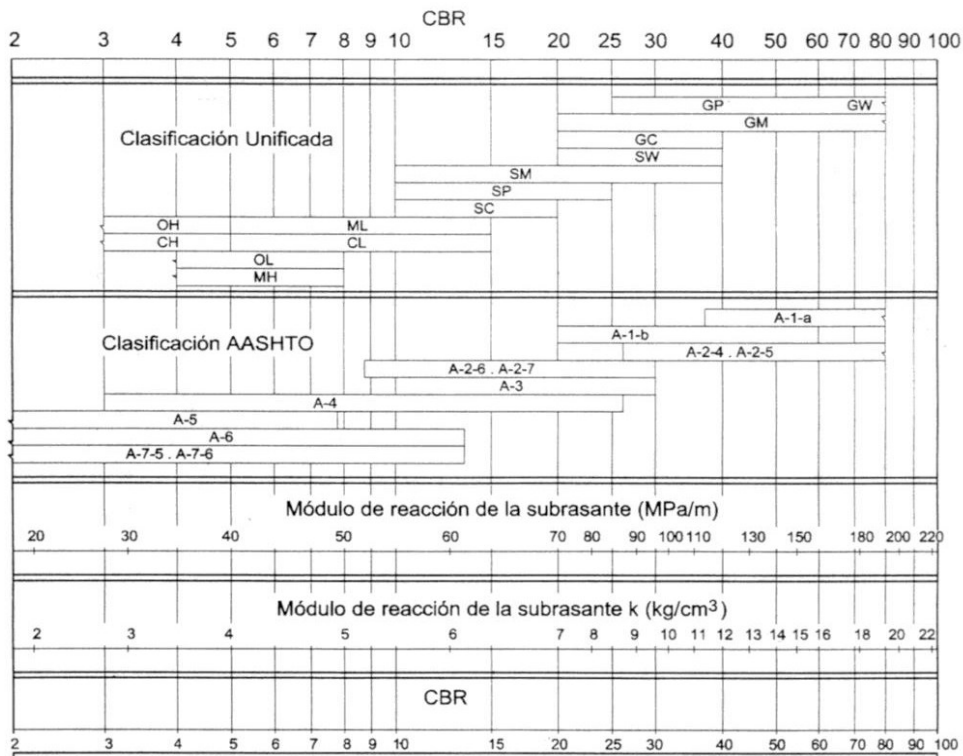 CBR
2 3 4 5 6 7 8 9 10 15 20 25 30 40 50 60 70 80 90 100
GP GW
Clasificación Unificada
GM
GC
SW
SM
SP
SC
OH ML
CH CL
OL
MH
A-1-a
Clasificación AASHTO
A-1-b
A-2-4 . A-2-5
A-2-6 . A-2-7
A-3
A-4
A-5
A-6
A-7-5 . A-7-6
Módulo de reacción de la subrasante (MPa/m)
20 30 35 40 50 52 60 70 80 90 100 110 130 150 180 190 200 220
Módulo de reacción de la subrasante k (kg/cm³)
2 3 4 5 6 7 8 9 10 11 12 13 14 15 16 18 20 22
CBR
2 3 4 5 6 7 8 9 10 15 20 25 30 40 50 60 70 80 90 100